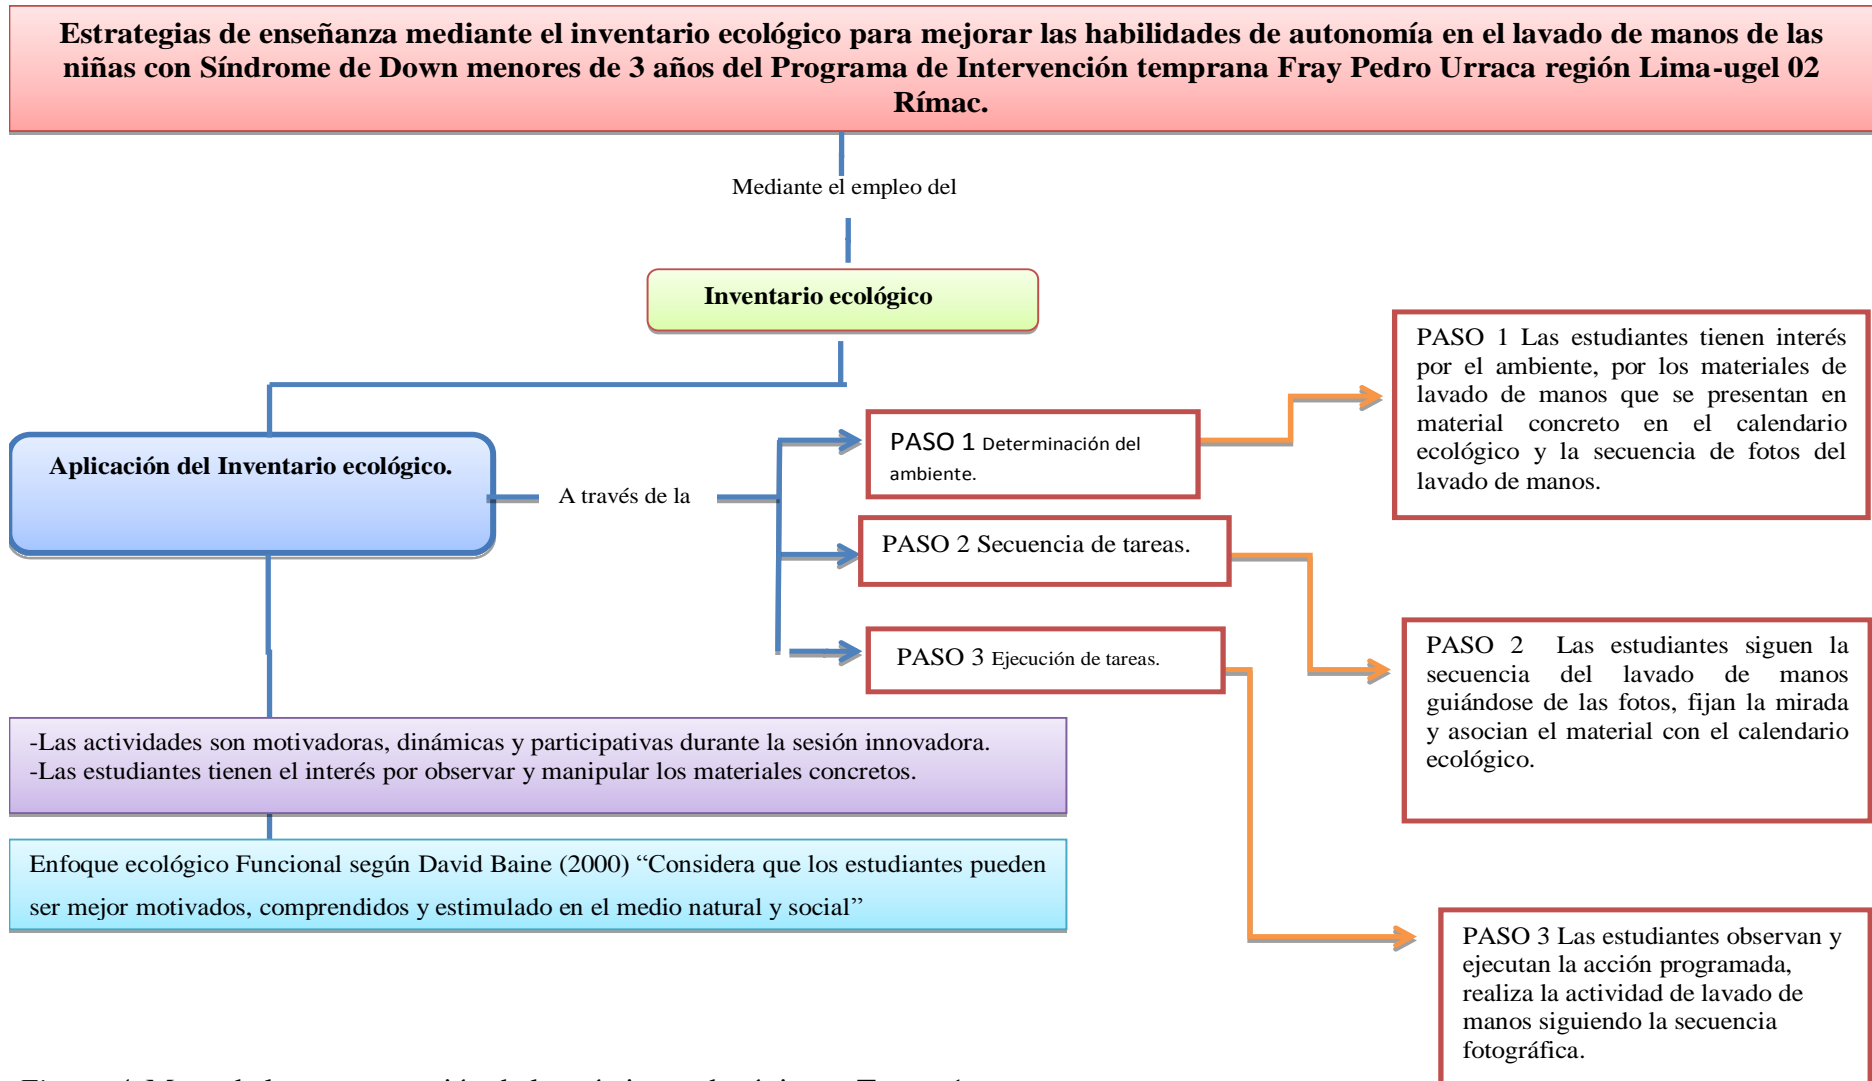 Estrategias de enseñanza mediante el inventario ecológico para mejorar las habilidades de autonomía en el lavado de manos de las
niñas con Síndrome de Down menores de 3 años del Programa de Intervención temprana Fray Pedro Urraca región Lima-ugel 02
Rímac.
Mediante el empleo del
Inventario ecológico
Aplicación del Inventario ecológico.
A través de la
PASO 1 Determinación del
ambiente.
PASO 2 Secuencia de tareas.
PASO 3 Ejecución de tareas.
PASO 1 Las estudiantes tienen interés
por el ambiente, por los materiales de
lavado de manos que se presentan en
material concreto en el calendario
ecológico y la secuencia de fotos del
lavado de manos.
PASO 2 Las estudiantes siguen la
secuencia del lavado de manos
guiándose de las fotos, fijan la mirada
y asocian el material con el calendario
ecológico.
PASO 3 Las estudiantes observan y
ejecutan la acción programada,
realiza la actividad de lavado de
manos siguiendo la secuencia
fotográfica.
-Las actividades son motivadoras, dinámicas y participativas durante la sesión innovadora.
-Las estudiantes tienen el interés por observar y manipular los materiales concretos.
Enfoque ecológico Funcional según David Baine (2000) “Considera que los estudiantes pueden
ser mejor motivados, comprendidos y estimulado en el medio natural y social”